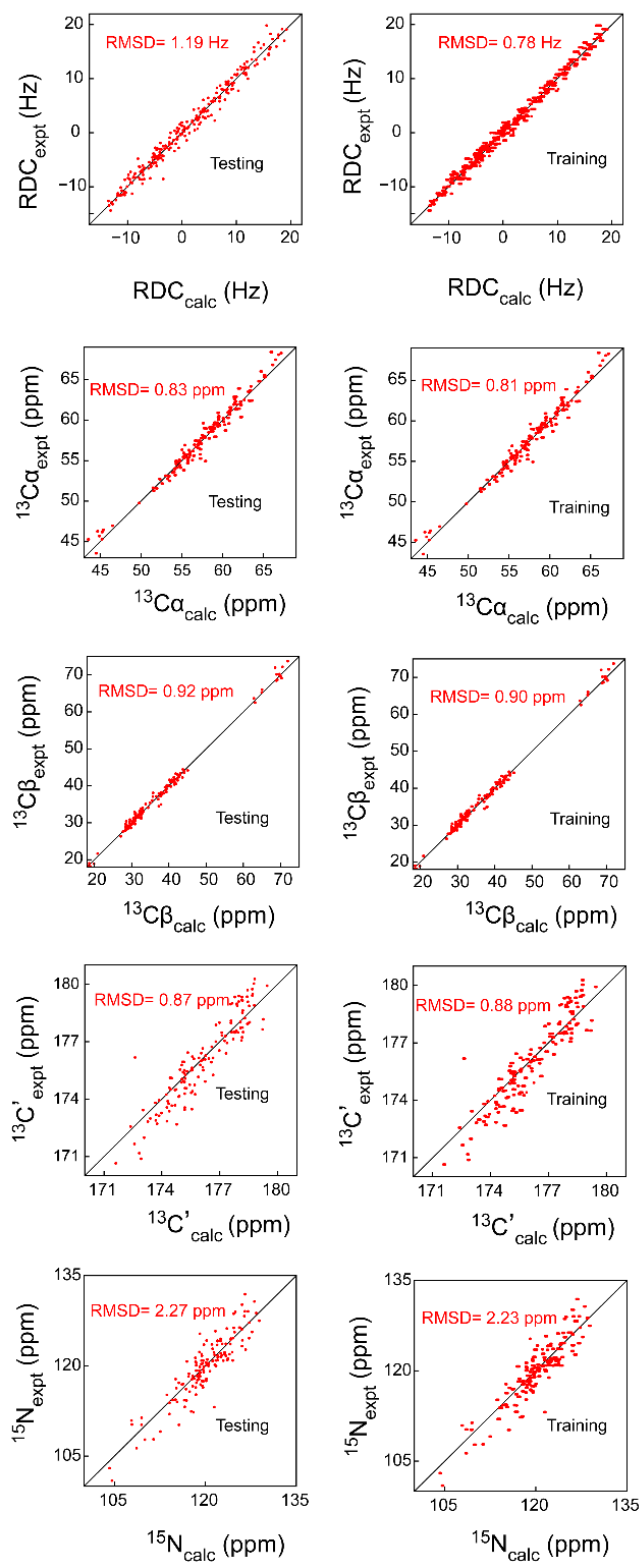 RDCexpt (Hz)
20
10
0
−10
RMSD= 1.19 Hz
Testing
−10 0 10 20
RDCcalc (Hz)
RDCexpt (Hz)
20
10
0
−10
RMSD= 0.78 Hz
Training
−10 0 10 20
RDCcalc (Hz)
13Cαexpt (ppm)
65
60
55
50
45
RMSD= 0.83 ppm
Testing
45 50 55 60 65
13Cαcalc (ppm)
13Cαexpt (ppm)
65
60
55
50
45
RMSD= 0.81 ppm
Training
45 50 55 60 65
13Cαcalc (ppm)
13Cβexpt (ppm)
70
60
50
40
30
20
RMSD= 0.92 ppm
Testing
20 30 40 50 60 70
13Cβcalc (ppm)
13Cβexpt (ppm)
70
60
50
40
30
20
RMSD= 0.90 ppm
Training
20 30 40 50 60 70
13Cβcalc (ppm)
13C’expt (ppm)
180
177
174
171
RMSD= 0.87 ppm
Testing
171 174 177 180
13C’calc (ppm)
13C’expt (ppm)
180
177
174
171
RMSD= 0.88 ppm
Training
171 174 177 180
13C’calc (ppm)
15Nexpt (ppm)
135
120
105
RMSD= 2.27 ppm
Testing
105 120 135
15Ncalc (ppm)
15Nexpt (ppm)
135
120
105
RMSD= 2.23 ppm
Training
105 120 135
15Ncalc (ppm)